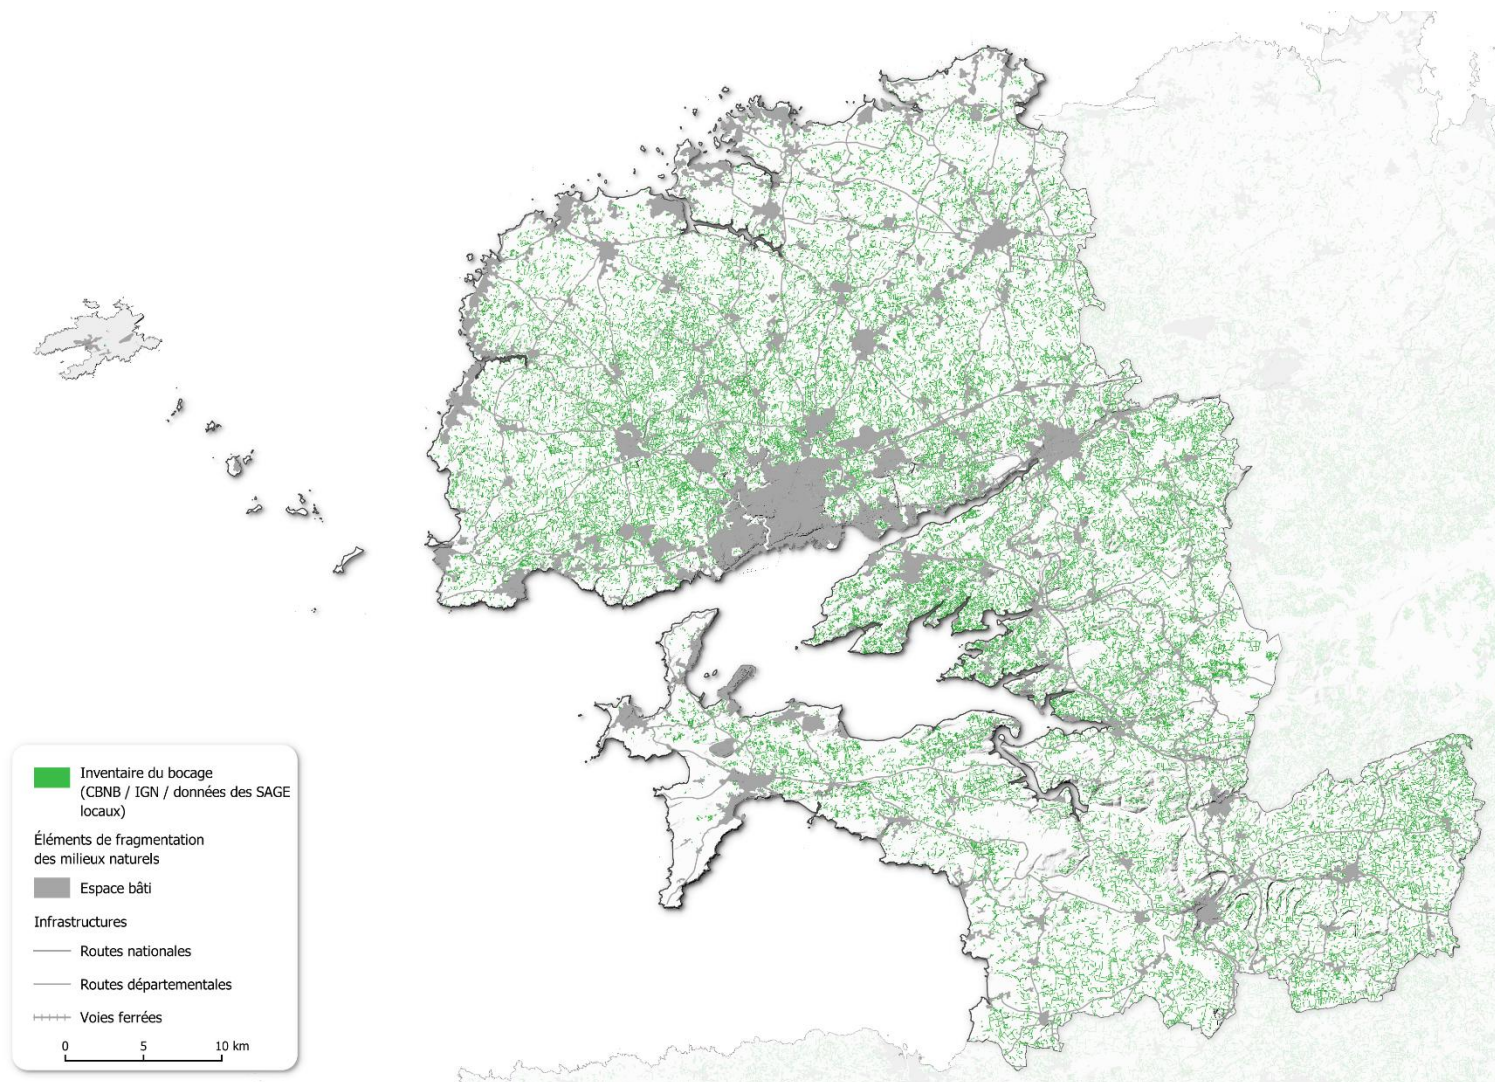 Inventaire du bocage
(CBNB / IGN / données des SAGE
locaux)
Éléments de fragmentation
des milieux naturels
Espace bâti
Infrastructures
Routes nationales
Routes départementales
Voies ferrées
0 5 10 km